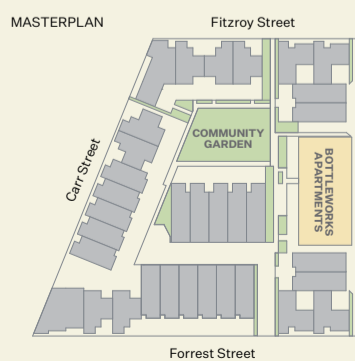 MASTERPLAN
Fitzroy Street
Carr Street
COMMUNITY
GARDEN
BOTTLEWORKS
APARTMENTS
Forrest Street